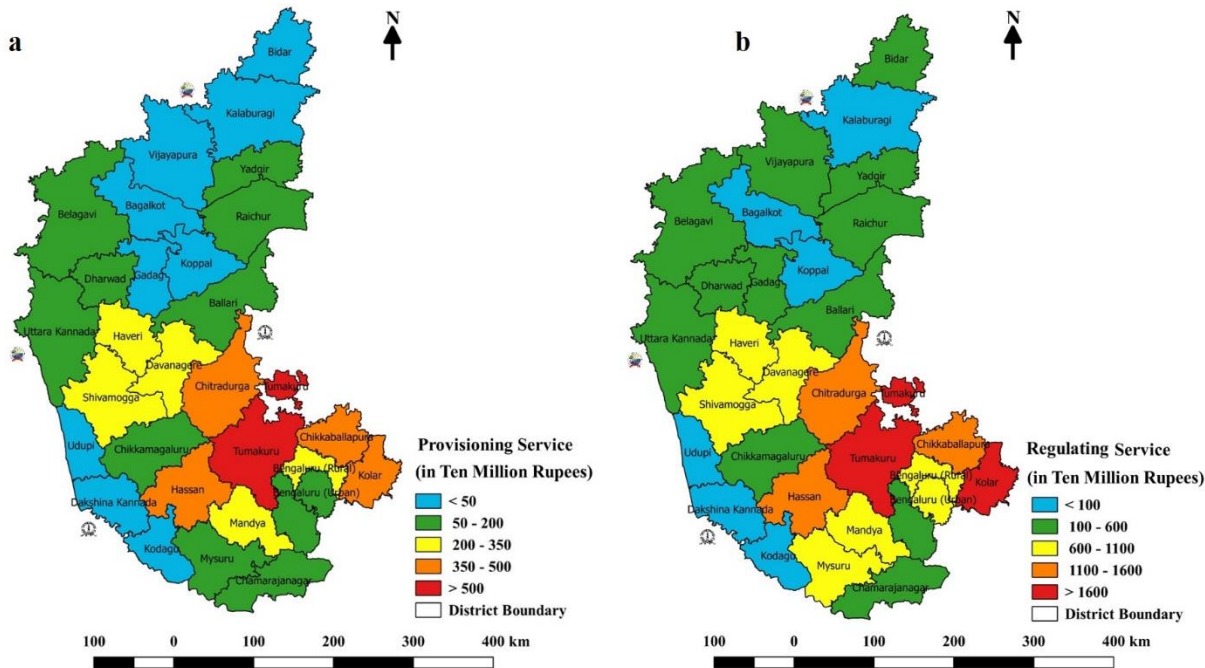 a
N
Bidar
Kalaburagi
Vijayapura
Yadgir
Bagalkot
Belagavi
Raichur
Koppal
Gadag
Dharwad
Ballari
Uttara Kannada
Haveri
Davanagere
Chitradurga
Tumakuru
Shivamogga
Udupi
Chikkamagaluru
Tumakuru
Chikkaballapura
Bengaluru (Rural)
Kolar
Hassan
Bengaluru (Urban)
Dakshina Kannada
Mandya
Kodagu
Mysuru
Chamarajanagar
Provisioning Service
(in Ten Million Rupees)
< 50
50 - 200
200 - 350
350 - 500
> 500
District Boundary
100 0 100 200 300 400 km
b
N
Bidar
Kalaburagi
Vijayapura
Yadgir
Bagalkot
Belagavi
Raichur
Koppal
Dharwad
Gadag
Ballari
Uttara Kannada
Haveri
Davanagere
Chitradurga
Tumakuru
Shivamogga
Udupi
Chikkamagaluru
Tumakuru
Chikkaballapura
Bengaluru (Rural)
Kolar
Hassan
Bengaluru (Urban)
Dakshina Kannada
Mandya
Kodagu
Mysuru
Chamarajanagar
Regulating Service
(in Ten Million Rupees)
< 100
100 - 600
600 - 1100
1100 - 1600
> 1600
District Boundary
100 0 100 200 300 400 km